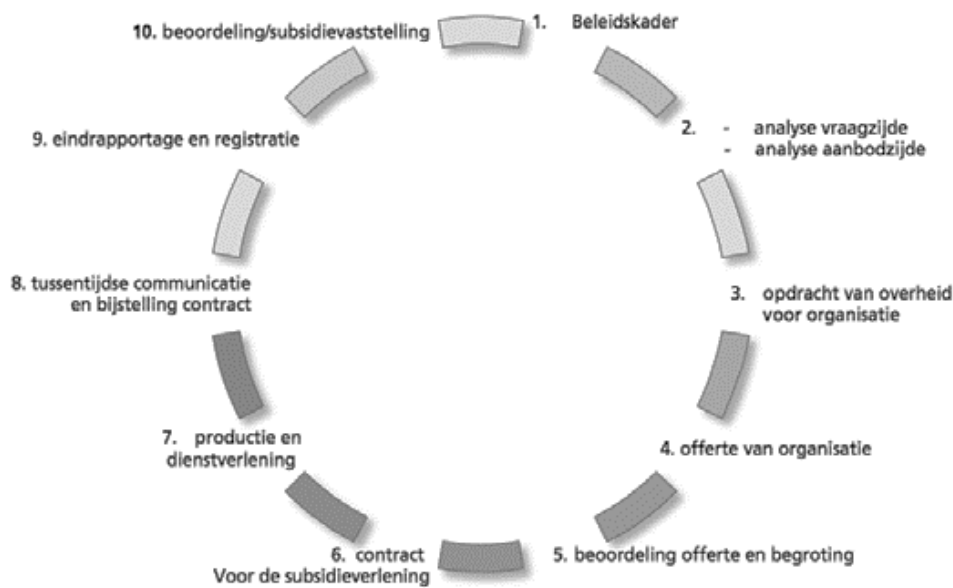 1. Beleidskader
2. - analyse vraagzijde
- analyse aanbodzijde
3. opdracht van overheid
voor organisatie
4. offerte van organisatie
5. beoordeling offerte en begroting
6. contract
Voor de subsidieverlening
7. productie en
dienstverlening
8. tussentijdse communicatie
en bijstelling contract
9. eindrapportage en registratie
10. beoordeling/subsidievaststelling